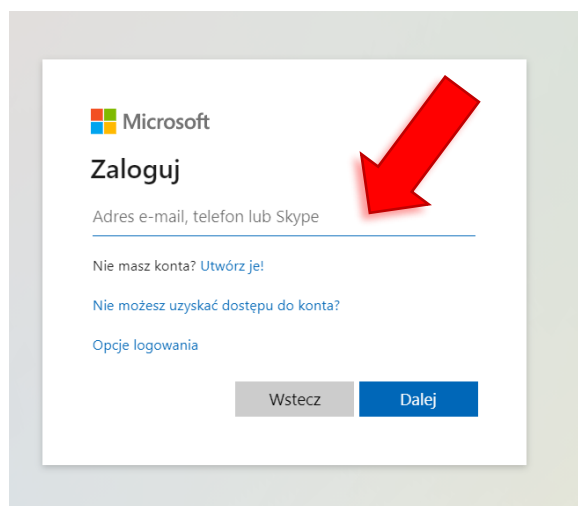 Microsoft
Zaloguj
Adres e-mail, telefon lub Skype
Nie masz konta? Utwórz je!
Nie możesz uzyskać dostępu do konta?
Opcje logowania
Wstecz Dalej